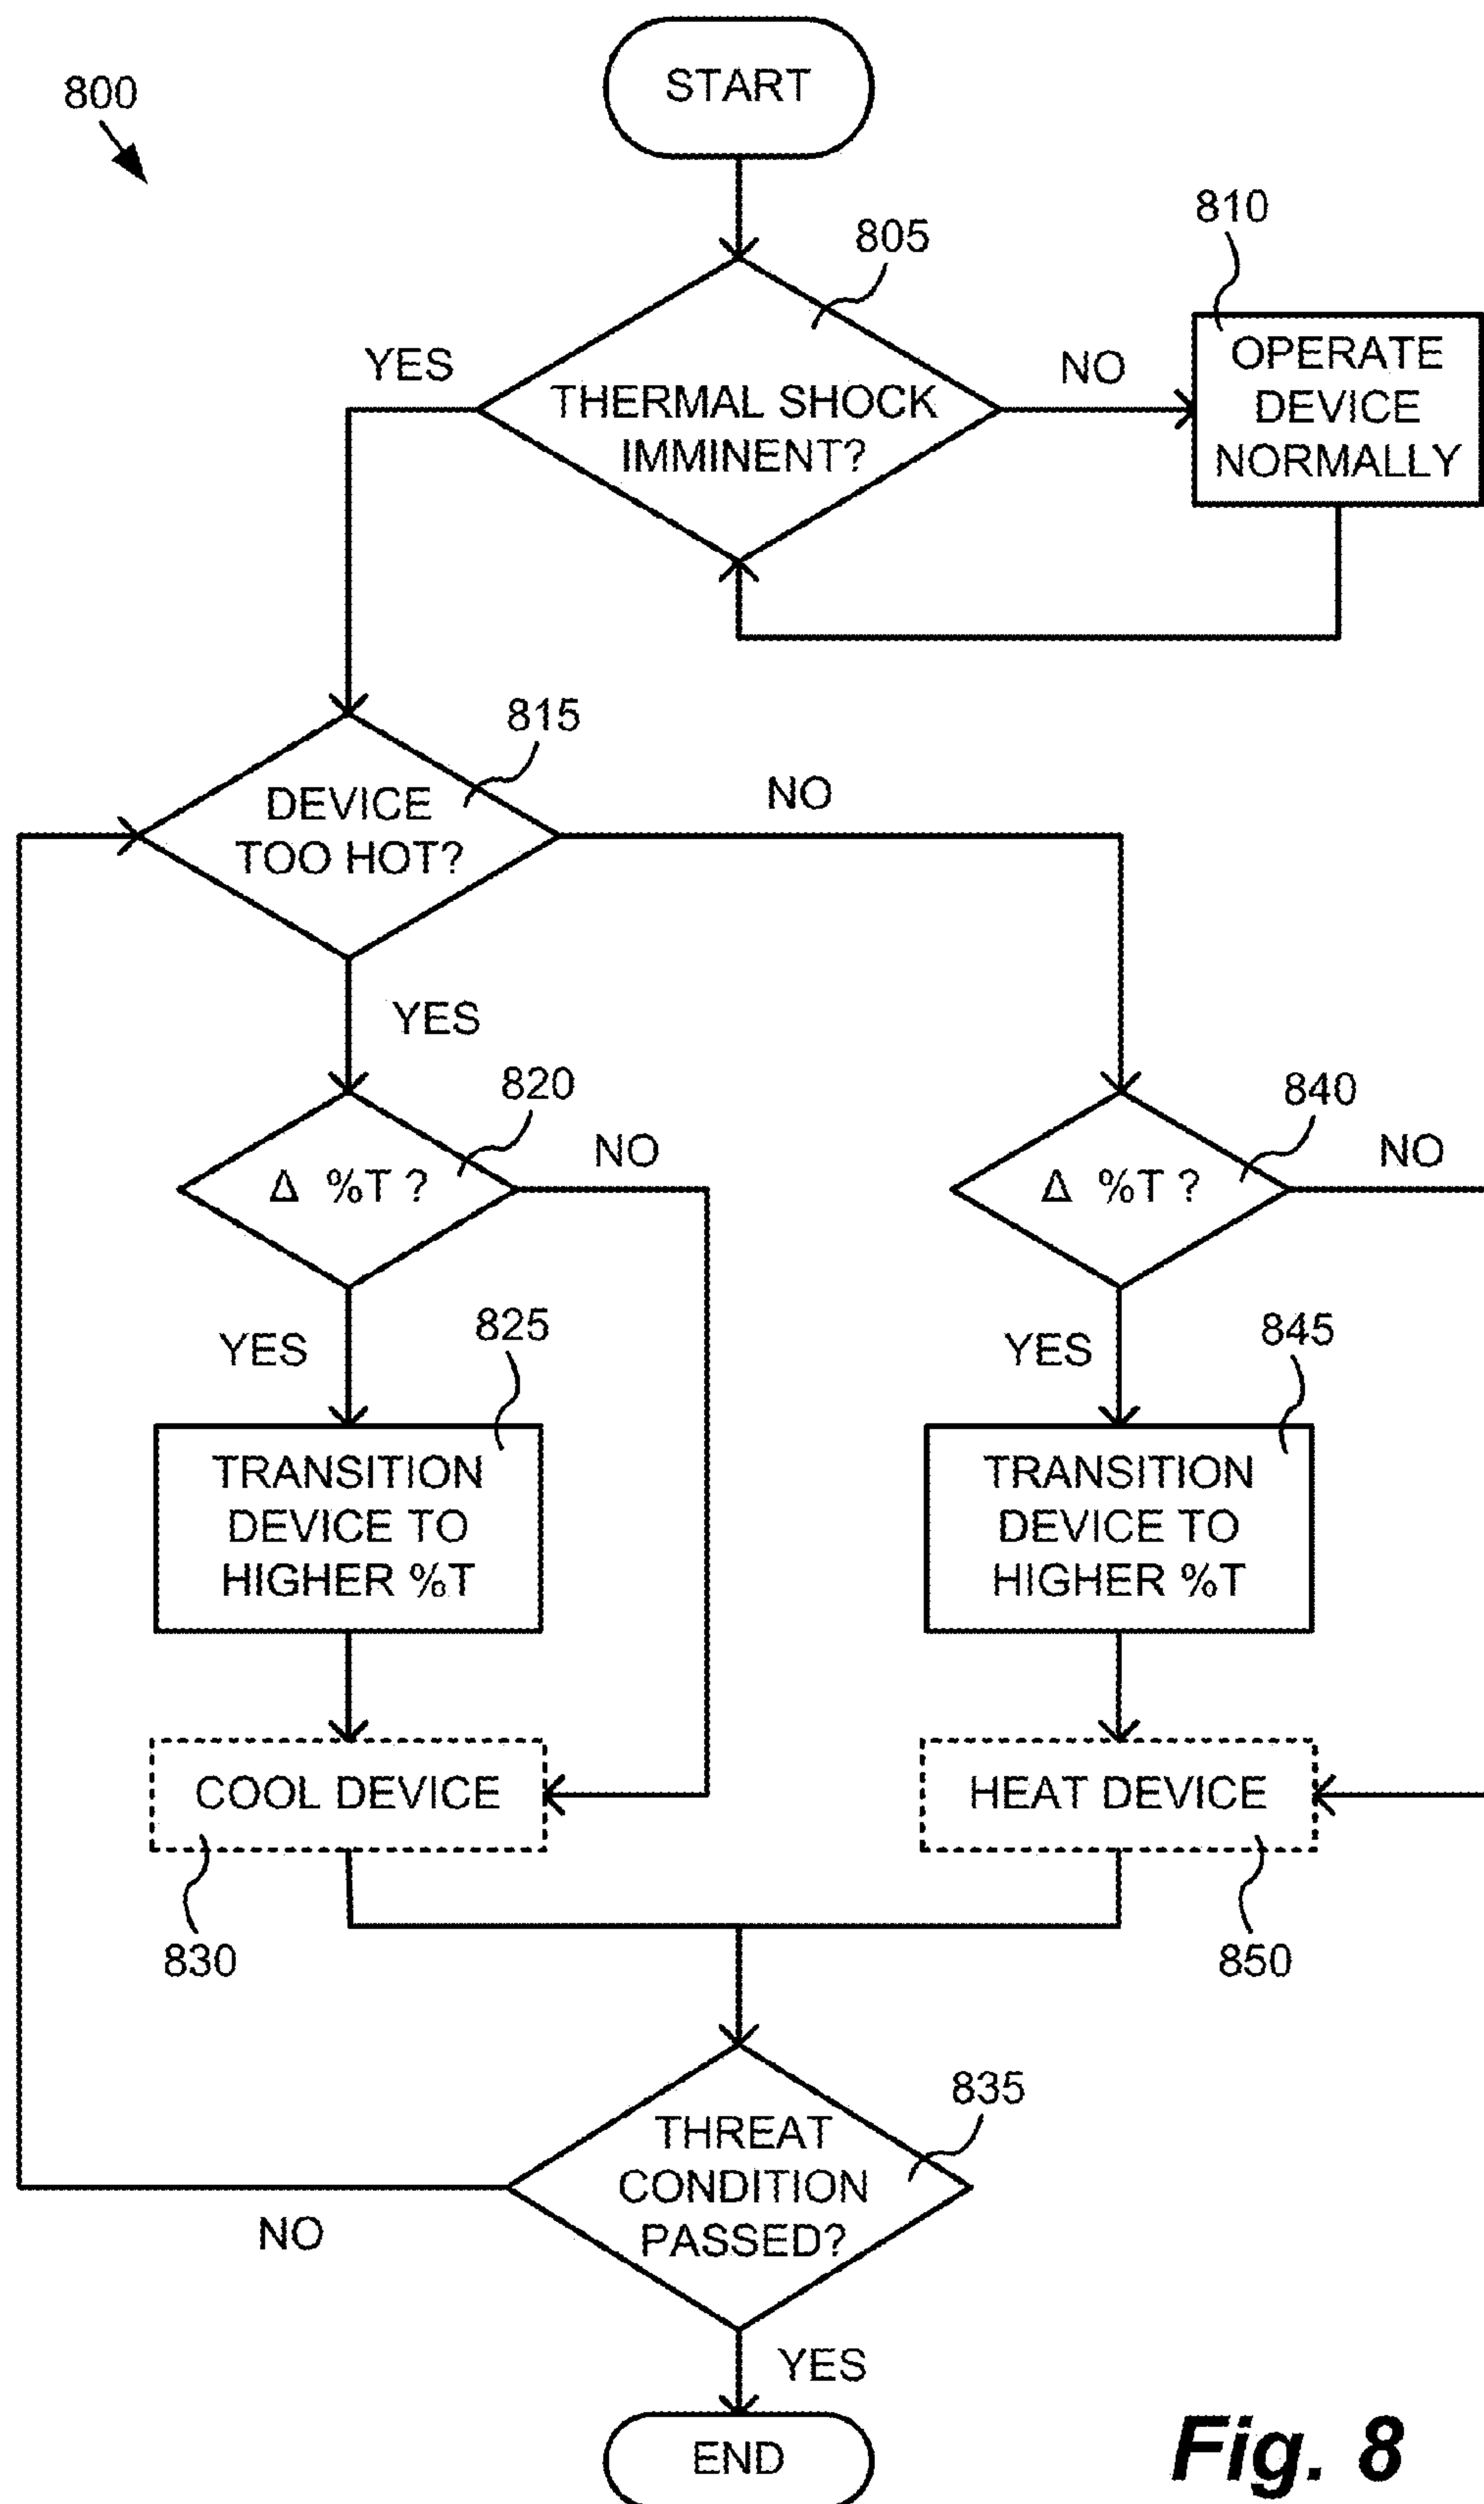 800
START
805
810
YES
THERMAL SHOCK
IMMINENT?
NO
OPERATE
DEVICE
NORMALLY
815
DEVICE
TOO HOT?
NO
YES
820
Δ %T ?
NO
840
Δ %T ?
NO
YES
825
YES
845
TRANSITION
DEVICE TO
HIGHER %T
TRANSITION
DEVICE TO
HIGHER %T
COOL DEVICE
HEAT DEVICE
830
850
835
THREAT
CONDITION
PASSED?
NO
YES
END
Fig. 8